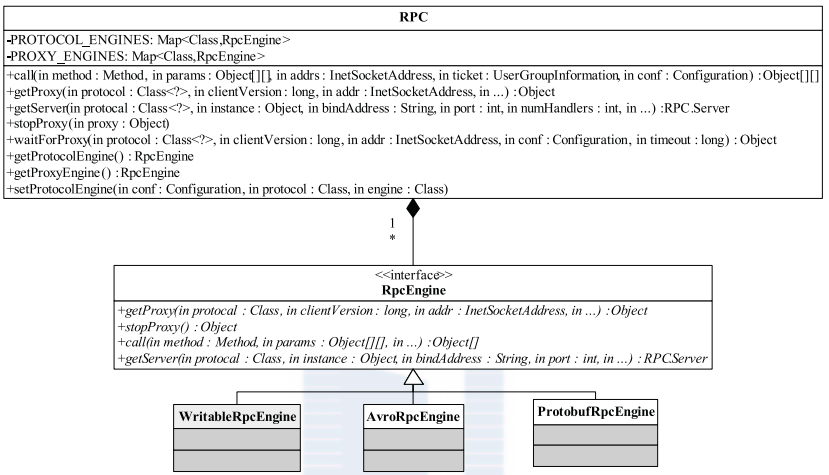 RPC
-PROTOCOL_ENGINES: Map<Class,RpcEngine>
-PROXY_ENGINES: Map<Class,RpcEngine>
+call(in method : Method, in params : Object[][], in addrs : InetSocketAddress, in ticket : UserGroupInformation, in conf : Configuration) : Object[][]
+getProxy(in protocol : Class<?>, in clientVersion : long, in addr : InetSocketAddress, in ...) : Object
+getServer(in protocal : Class<?>, in instance : Object, in bindAddress : String, in port : int, in numHandlers : int, in ...) :RPC.Server
+stopProxy(in proxy : Object)
+waitForProxy(in protocol : Class<?>, in clientVersion : long, in addr : InetSocketAddress, in conf : Configuration, in timeout : long) : Object
+getProtocolEngine() : RpcEngine
+getProxyEngine() : RpcEngine
+setProtocolEngine(in conf : Configuration, in protocol : Class, in engine : Class)
1
*
<<interface>>
RpcEngine
+getProxy(in protocal : Class, in clientVersion : long, in addr : InetSocketAddress, in ...) : Object
+stopProxy() : Object
+call(in method : Method, in params : Object[][], in ...) : Object[]
+getServer(in protocal : Class, in instance : Object, in bindAddress : String, in port : int, in ...) : RPC.Server
WritableRpcEngine
AvroRpcEngine
ProtobufRpcEngine